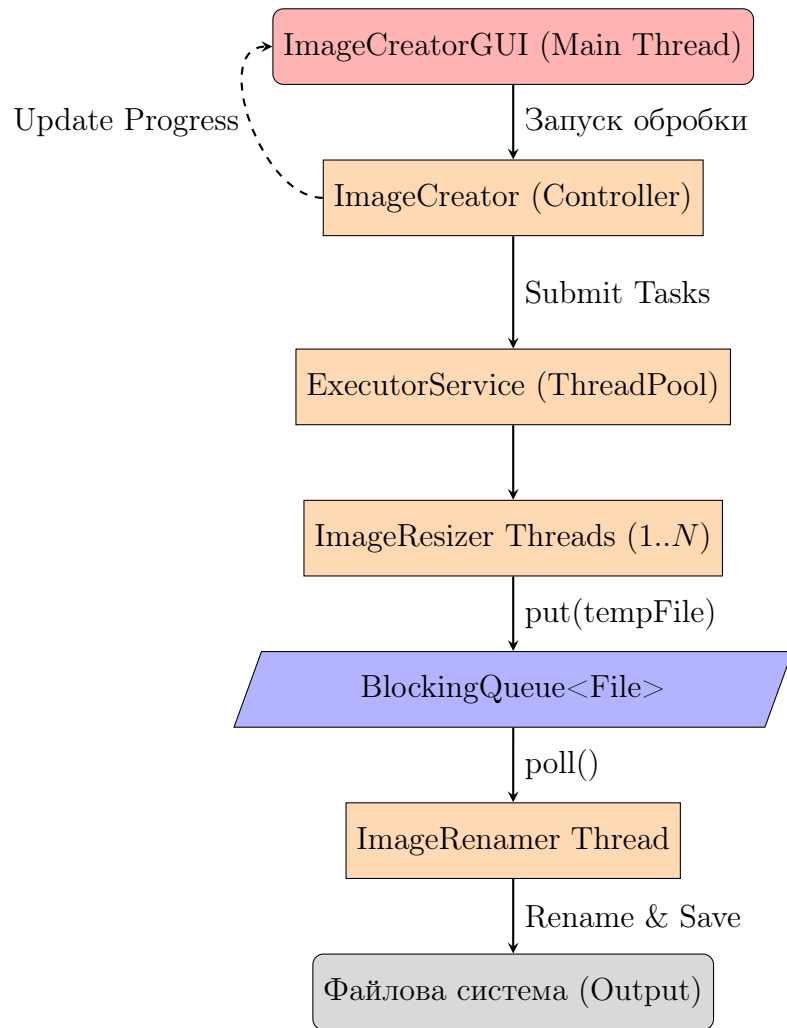 ImageCreatorGUI (Main Thread)
Update Progress
Запуск обробки
ImageCreator (Controller)
Submit Tasks
ExecutorService (ThreadPool)
ImageResizer Threads (1..N)
put(tempFile)
BlockingQueue<File>
poll()
ImageRenamer Thread
Rename & Save
Файлова система (Output)